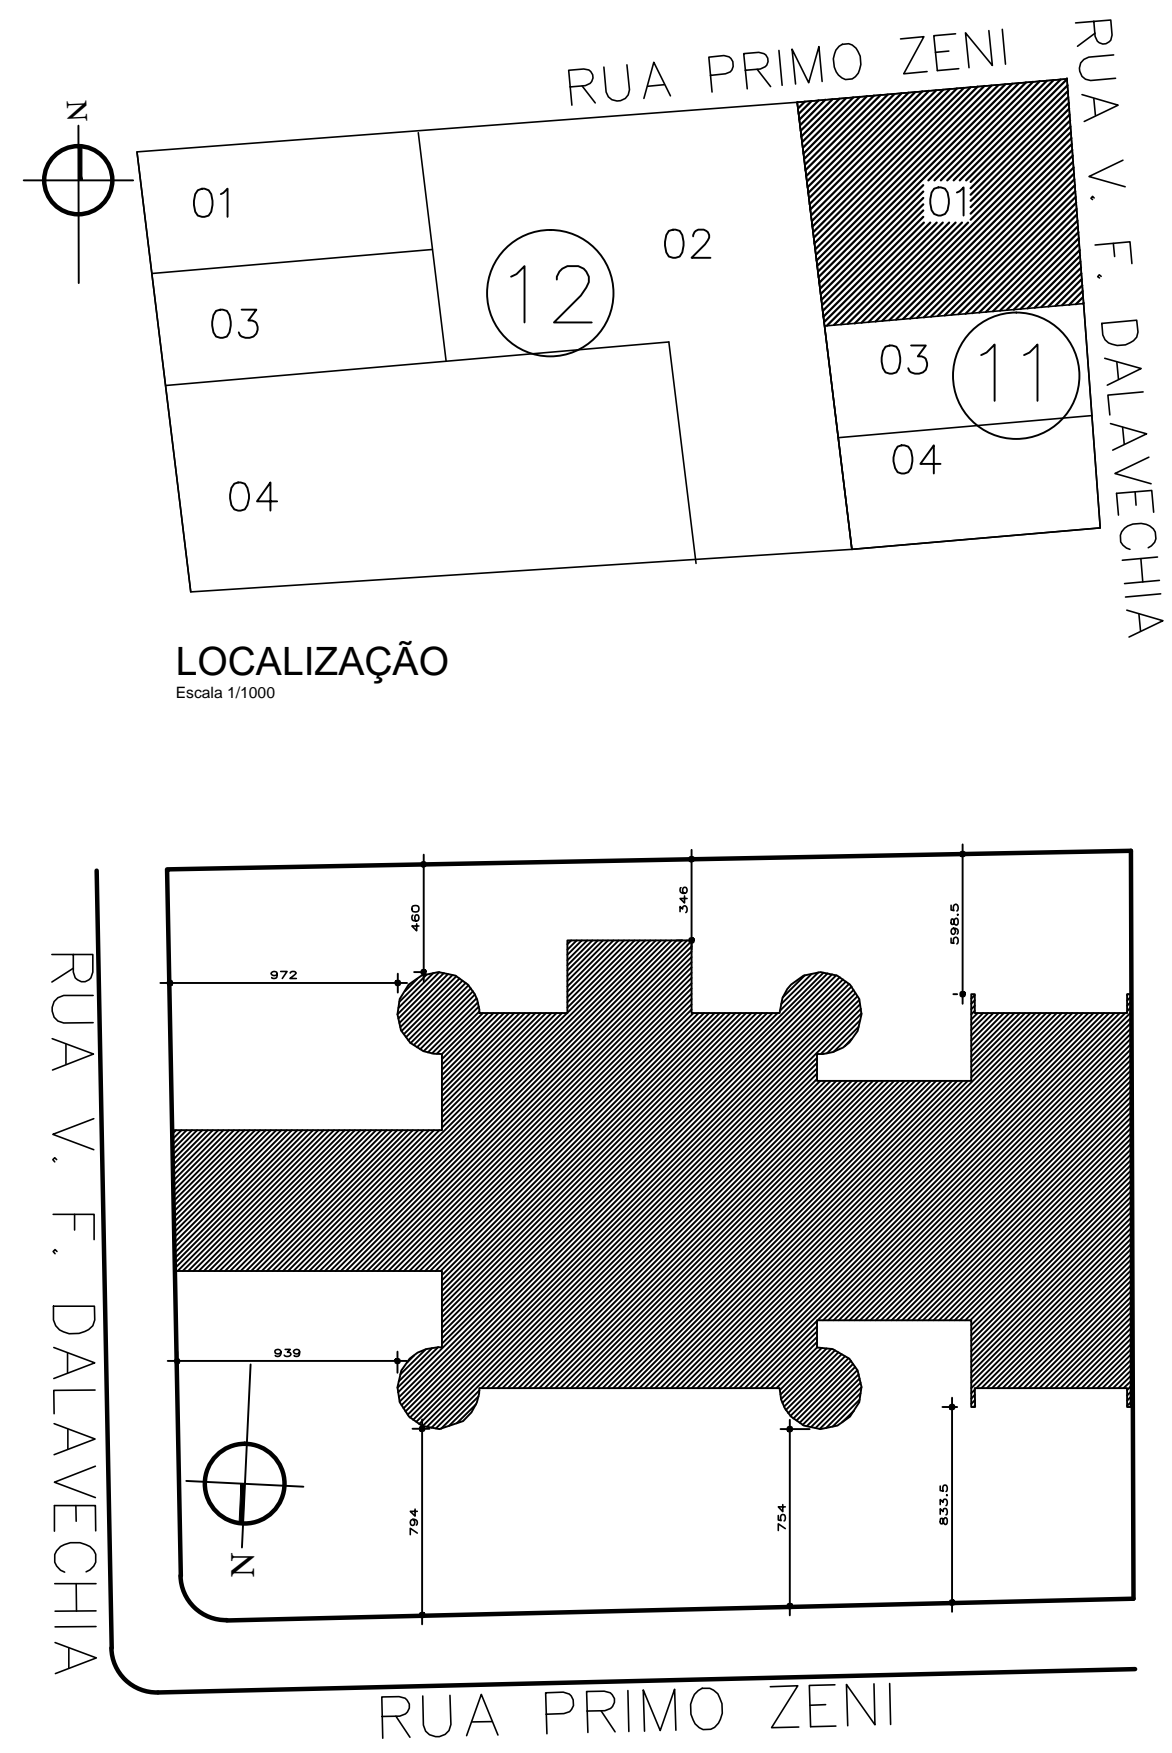 RUA PRIMO ZENI
RUA V. F. DALAVECHIA
N
01
03
04
12
02
01
03
11
04
LOCALIZAÇÃO
Escala 1/1000
460
346
598.5
972
RUA V. F. DALAVECHIA
939
794
754
833.5
N
RUA PRIMO ZENI